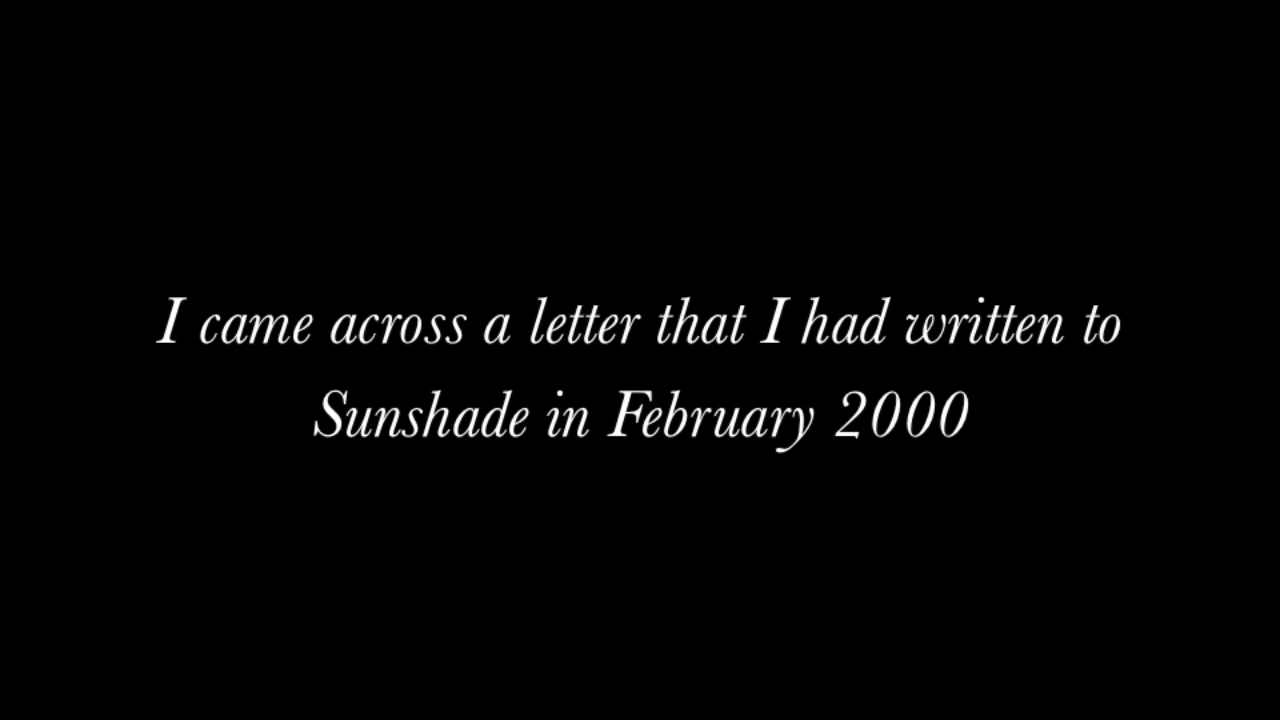 I came across a letter that I had written to
Sunshade in February 2000